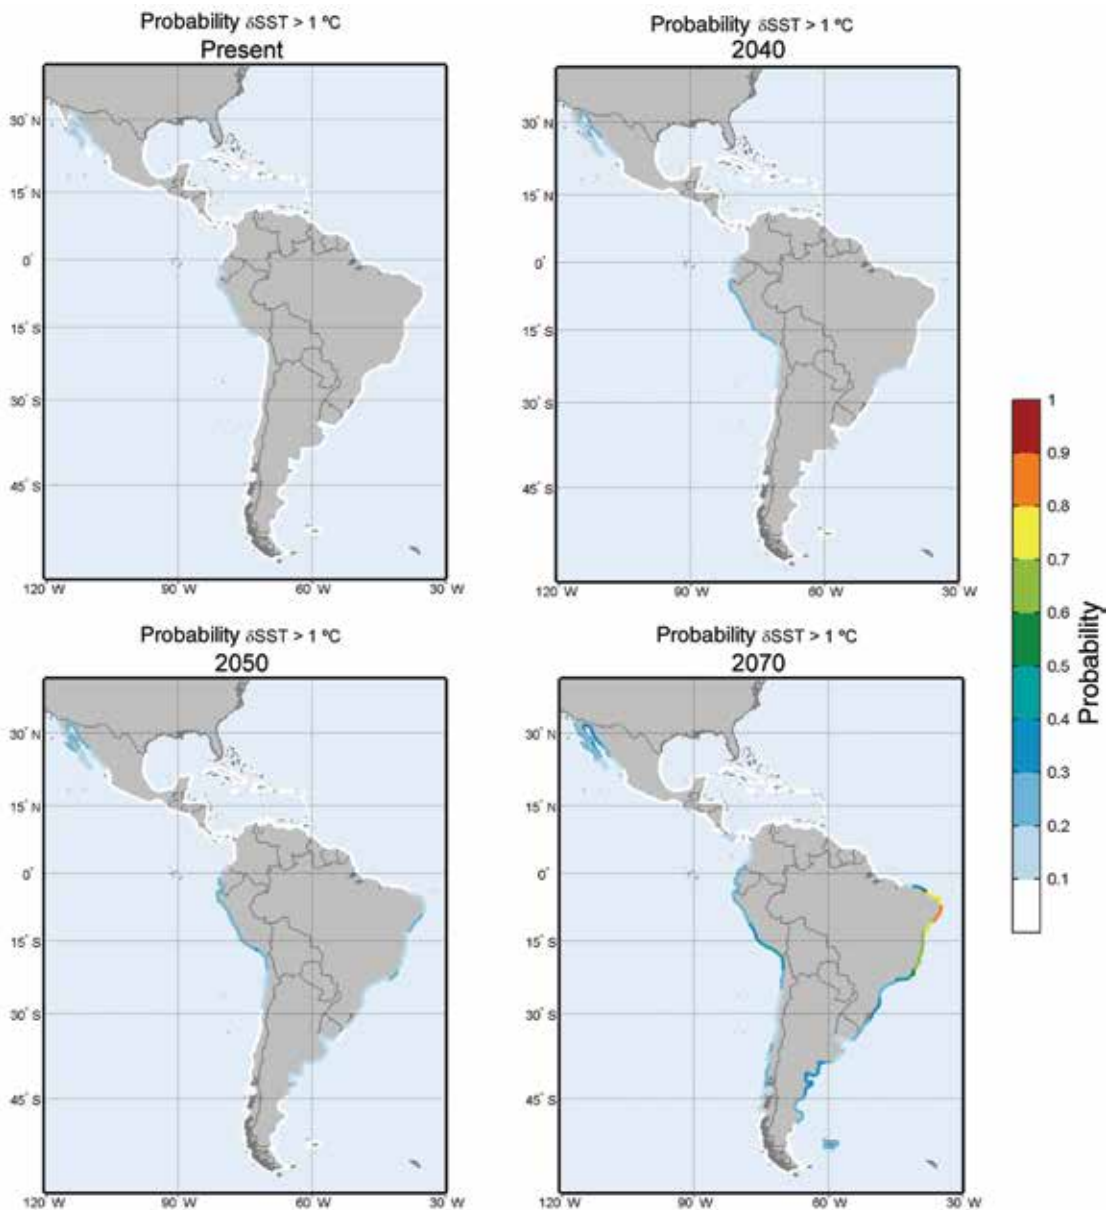 Probability δSST > 1 ºC
Present
30° N
15° N
0°
15° S
30° S
45° S
120° W
90° W
60° W
30° W
Probability δSST > 1 ºC
2040
30° N
15° N
0°
15° S
30° S
45° S
120° W
90° W
60° W
30° W
Probability δSST > 1 ºC
2050
30° N
15° N
0°
15° S
30° S
45° S
120° W
90° W
60° W
30° W
Probability δSST > 1 ºC
2070
30° N
15° N
0°
15° S
30° S
45° S
120° W
90° W
60° W
30° W
1
0.9
0.8
0.7
0.6
0.5
0.4
0.3
0.2
0.1
Probability